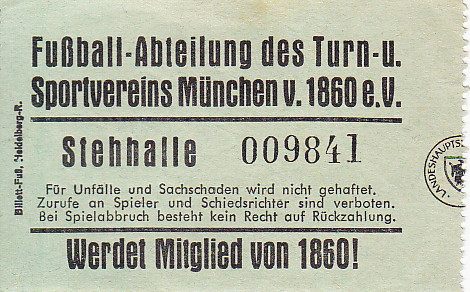 Fußball-Abteilung des Turn-u.
Sportvereins München v. 1860 e.V.
Stehhalle 009841
Für Unfälle und Sachschaden wird nicht gehaftet.
Zurufe an Spieler und Schiedsrichter sind verboten.
Bei Spielabbruch besteht kein Recht auf Rückzahlung.
Werdet Mitglied von 1860!
Billet-Fuß, Heidelberg-R.
LANDESHAUPTS